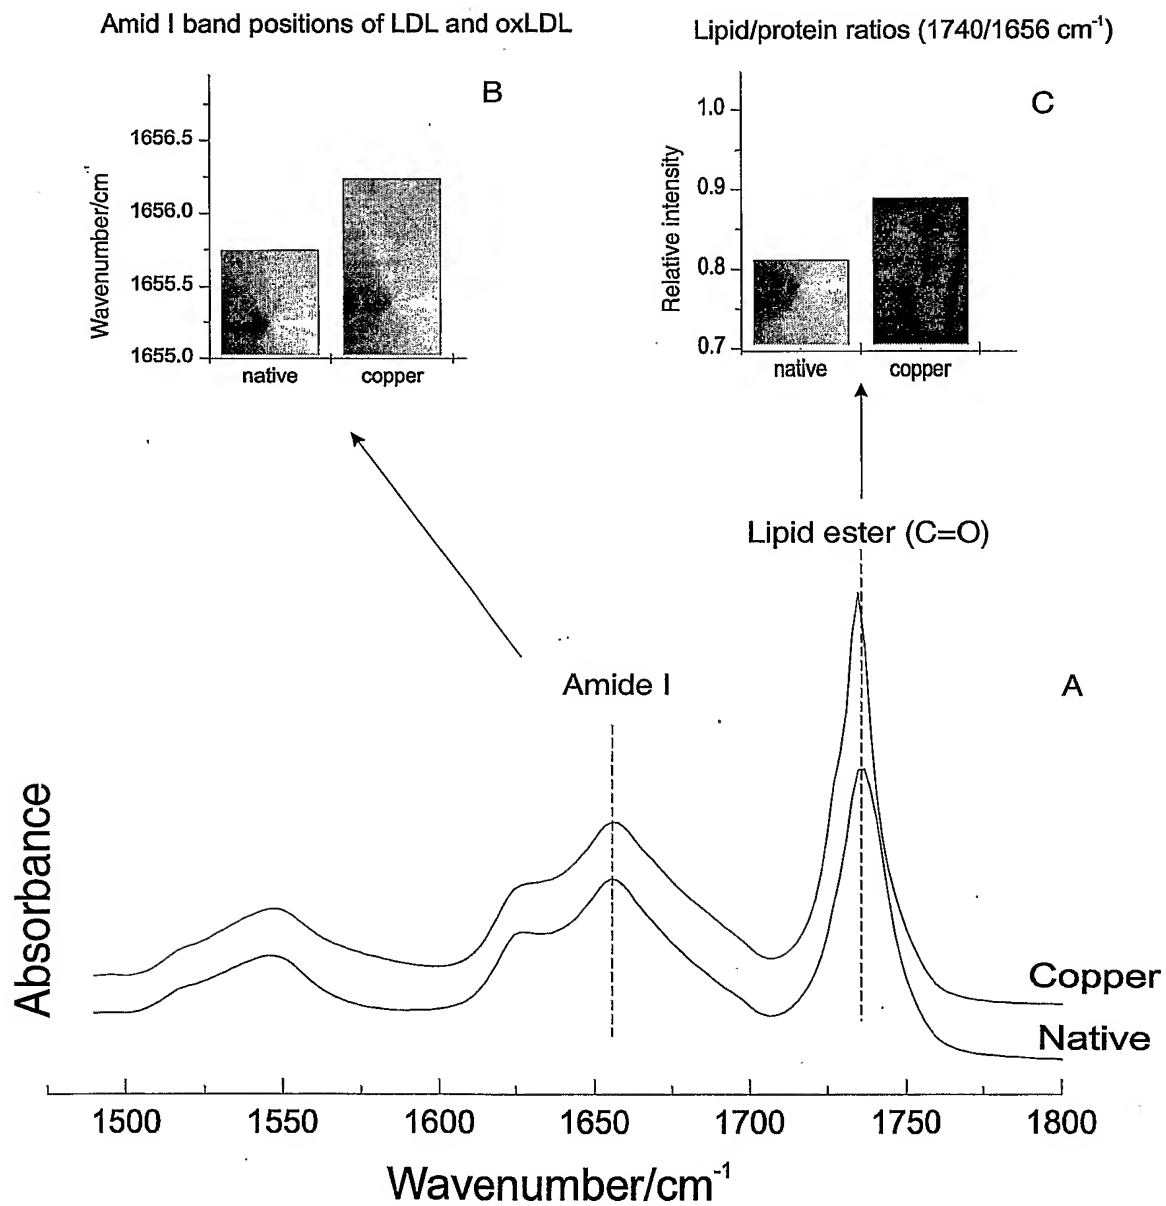 Amid I band positions of LDL and oxLDL
Lipid/protein ratios (1740/1656 cm⁻¹)
B
C
Wavenumber/cm⁻¹
1656.5
1656.0
1655.5
1655.0
native
copper
Relative intensity
1.0
0.9
0.8
0.7
native
copper
Lipid ester (C=O)
Amide I
A
Absorbance
Copper
Native
1500
1550
1600
1650
1700
1750
1800
Wavenumber/cm⁻¹